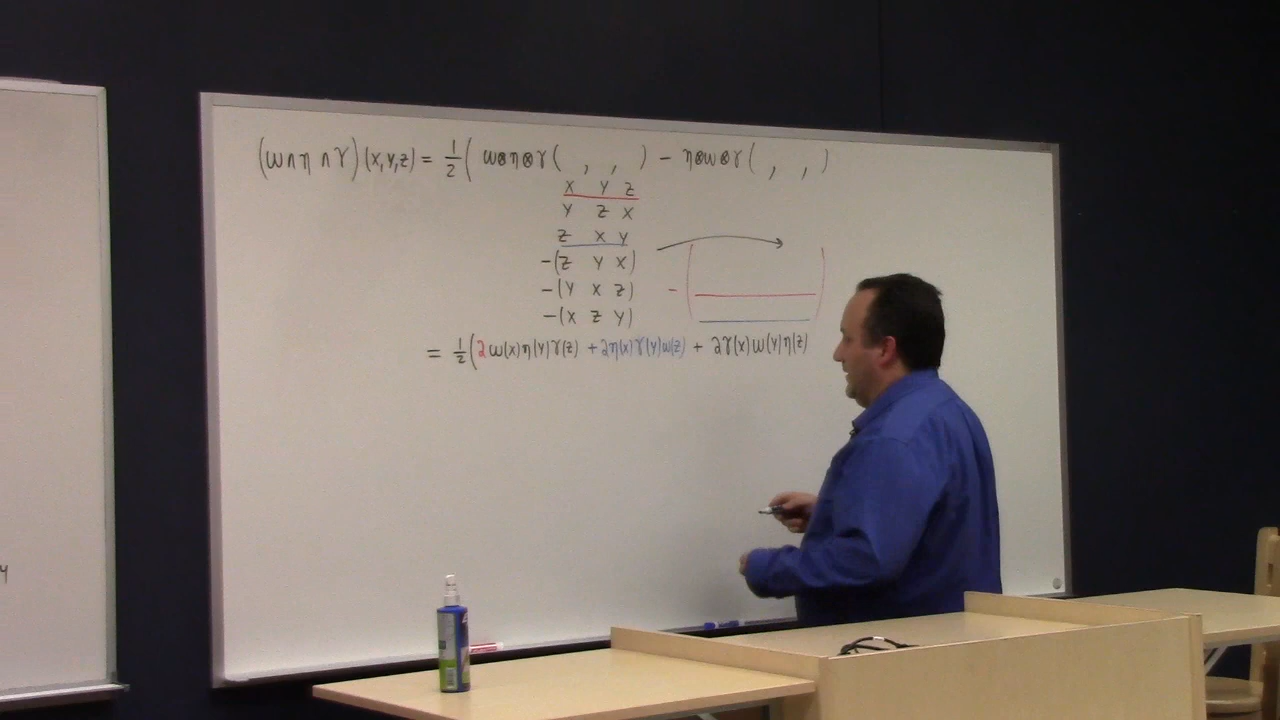 (ω∧η∧γ)(X,Y,Z) = 1/2( ω⊗η⊗γ( , , ) − η⊗ω⊗γ( , , )
X Y Z
Y Z X
Z X Y
−(Z Y X)
−(Y X Z) −
−(X Z Y)
= 1/2(2ω(X)η(Y)γ(Z) + 2η(X)γ(Y)ω(Z) + 2γ(X)ω(Y)η(Z)